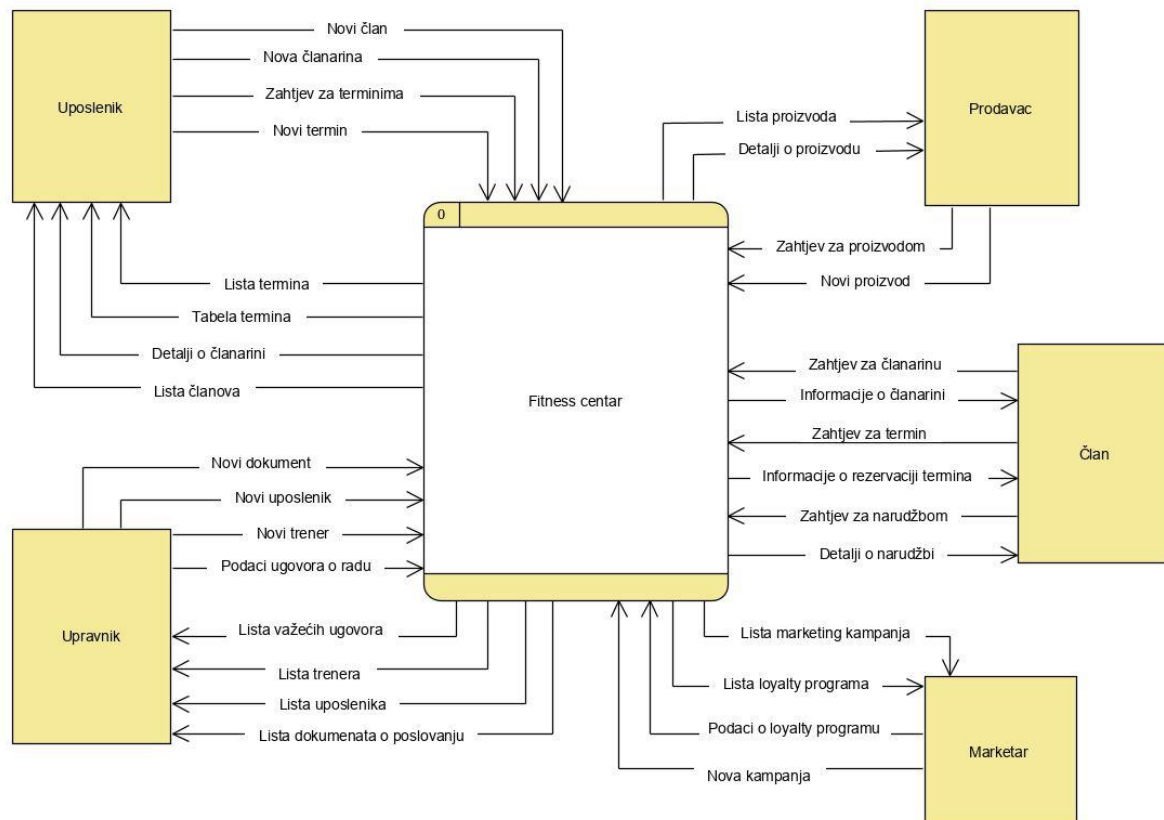 Novi član
Nova članarina
Uposlenik
Zahtjev za terminima
Novi termin
Lista proizvoda
Prodavac
Detalji o proizvodu
0
Zahtjev za proizvodom
Novi proizvod
Lista termina
Tabela termina
Detalji o članarini
Lista članova
Fitness centar
Zahtjev za članarinu
Informacije o članarini
Zahtjev za termin
Član
Informacije o rezervaciji termina
Zahtjev za narudžbom
Detalji o narudžbi
Novi dokument
Novi uposlenik
Novi trener
Podaci ugovora o radu
Upravnik
Lista važećih ugovora
Lista trenera
Lista uposlenika
Lista dokumenata o poslovanju
Lista marketing kampanja
Lista loyalty programa
Podaci o loyalty programu
Marketar
Nova kampanja